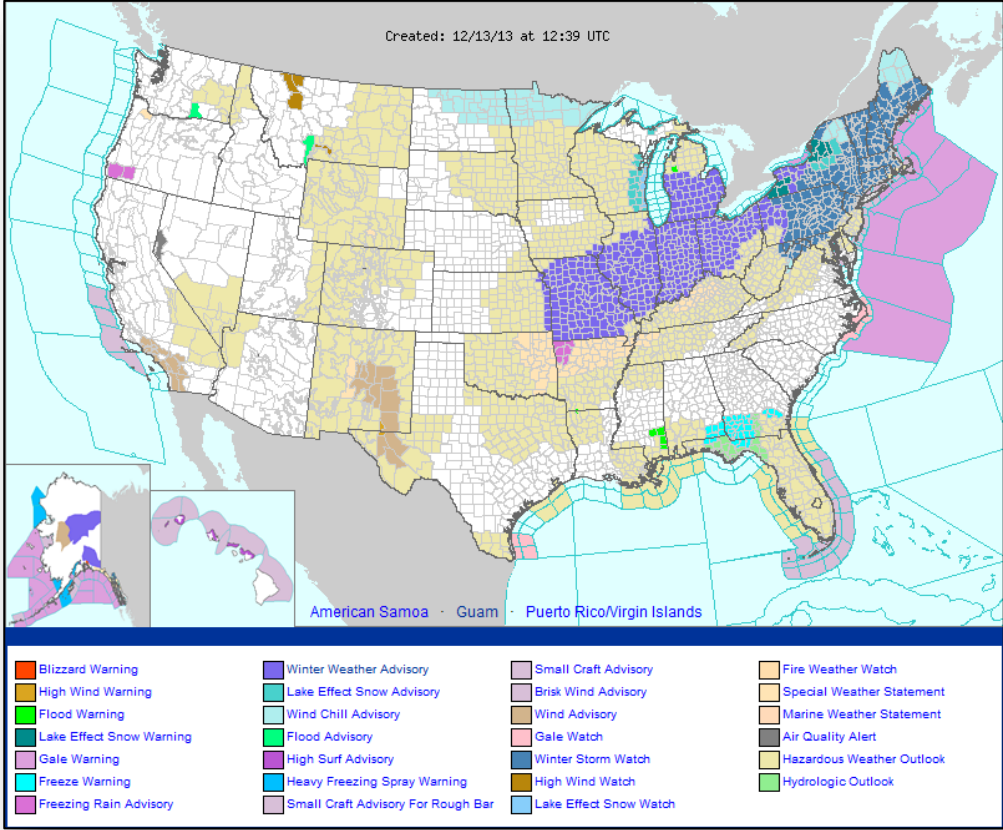 Created: 12/13/13 at 12:39 UTC
American Samoa · Guam · Puerto Rico/Virgin Islands
Blizzard Warning
High Wind Warning
Flood Warning
Lake Effect Snow Warning
Gale Warning
Freeze Warning
Freezing Rain Advisory
Winter Weather Advisory
Lake Effect Snow Advisory
Wind Chill Advisory
Flood Advisory
High Surf Advisory
Heavy Freezing Spray Warning
Small Craft Advisory For Rough Bar
Small Craft Advisory
Brisk Wind Advisory
Wind Advisory
Gale Watch
Winter Storm Watch
High Wind Watch
Lake Effect Snow Watch
Fire Weather Watch
Special Weather Statement
Marine Weather Statement
Air Quality Alert
Hazardous Weather Outlook
Hydrologic Outlook